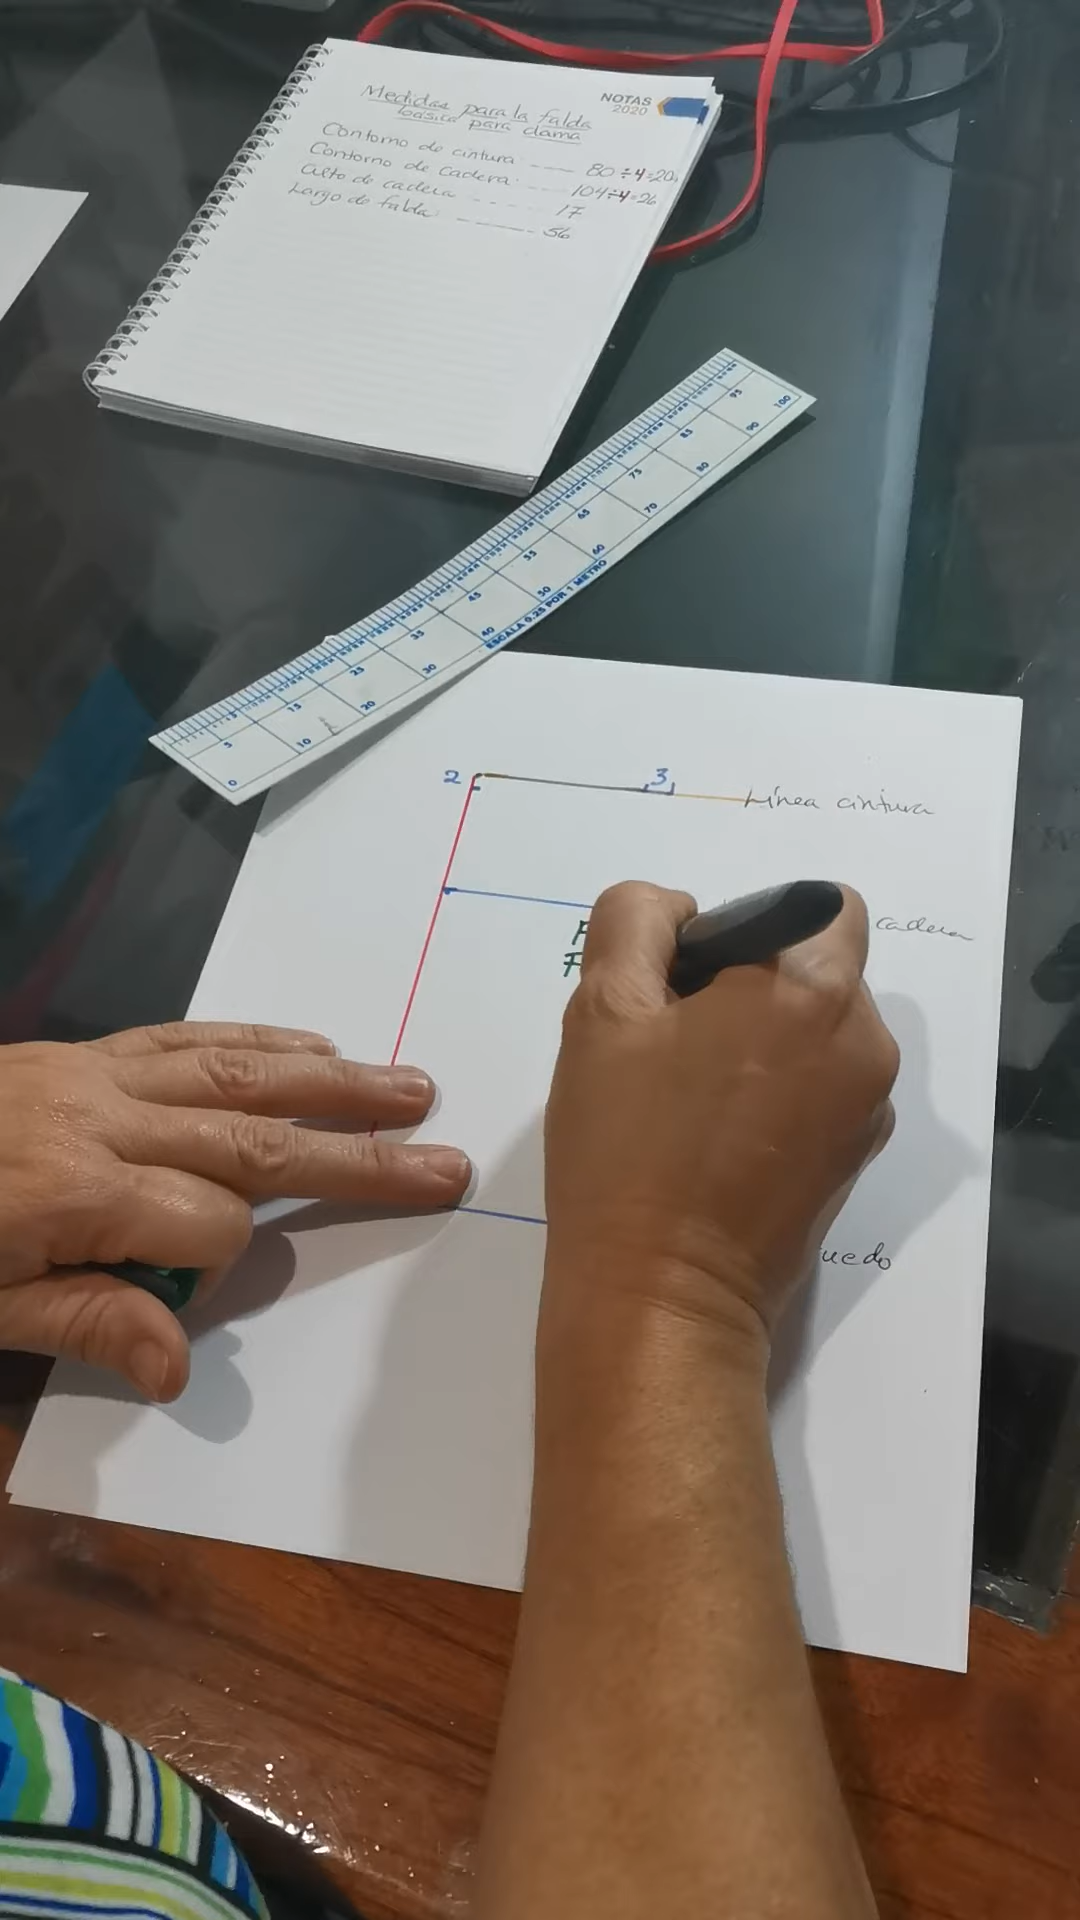 NOTAS
2020
Medidas para la falda
basica para dama
Contorno de cintura: ---- 80 ÷ 4 = 20
Contorno de cadera: --- 104 ÷ 4 = 26
Alto de cadera ----- 17
Largo de falda: ------- 56
0 5 10 15 20 25 30 35 40 45 50 55 60 65 70 75 80 85 90 95 100
ESCALA 0.25 POR 1 METRO
2 3 Línea cintura
cadera
F
F
uedo